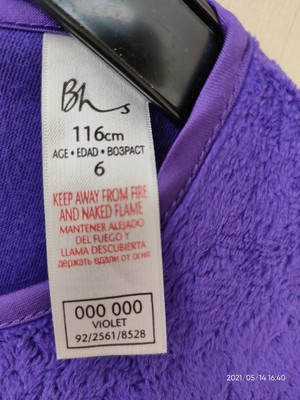 Bhs
116cm
AGE • EDAD • ВОЗРАСТ
6
KEEP AWAY FROM FIRE
AND NAKED FLAME
MANTENER ALEJADO
DEL FUEGO Y
LLAMA DESCUBIERTA
держать вдали от огня
000 000
VIOLET
92/2561/8528
2021/05/14 16:40